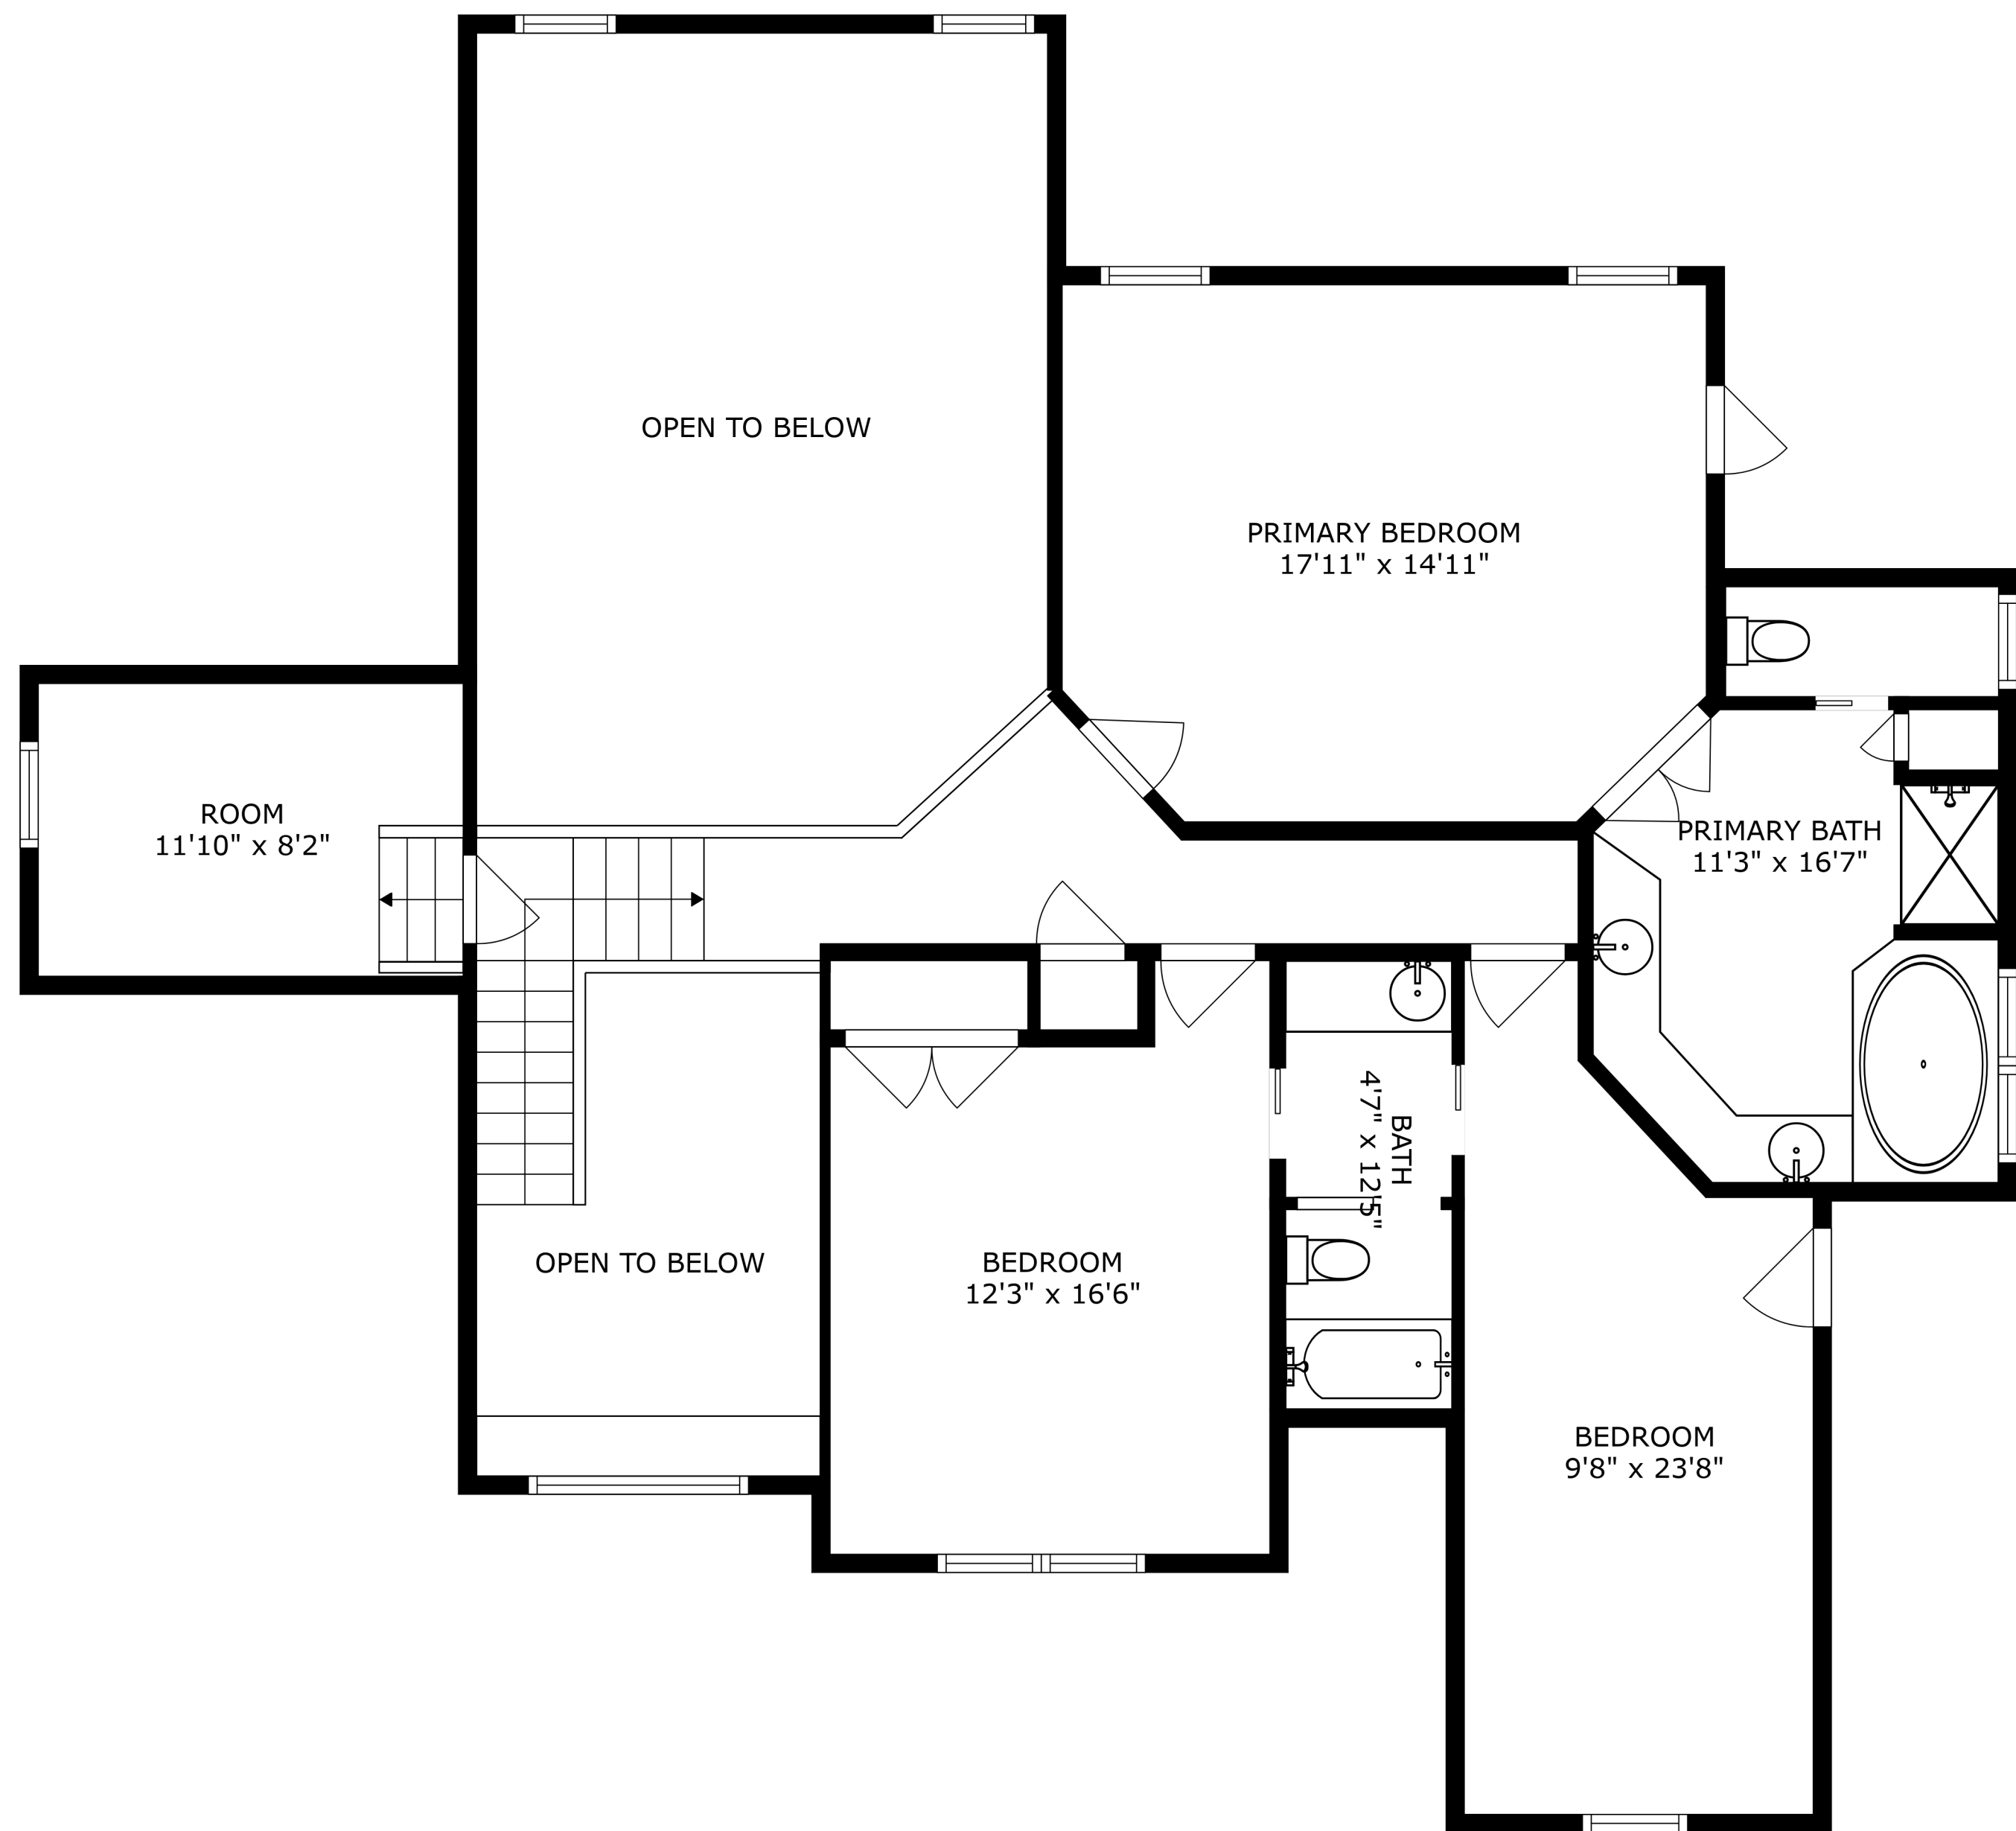 OPEN TO BELOW
PRIMARY BEDROOM
17'11" x 14'11"
ROOM
11'10" x 8'2"
PRIMARY BATH
11'3" x 16'7"
BATH
4'7" x 12'5"
OPEN TO BELOW
BEDROOM
12'3" x 16'6"
BEDROOM
9'8" x 23'8"